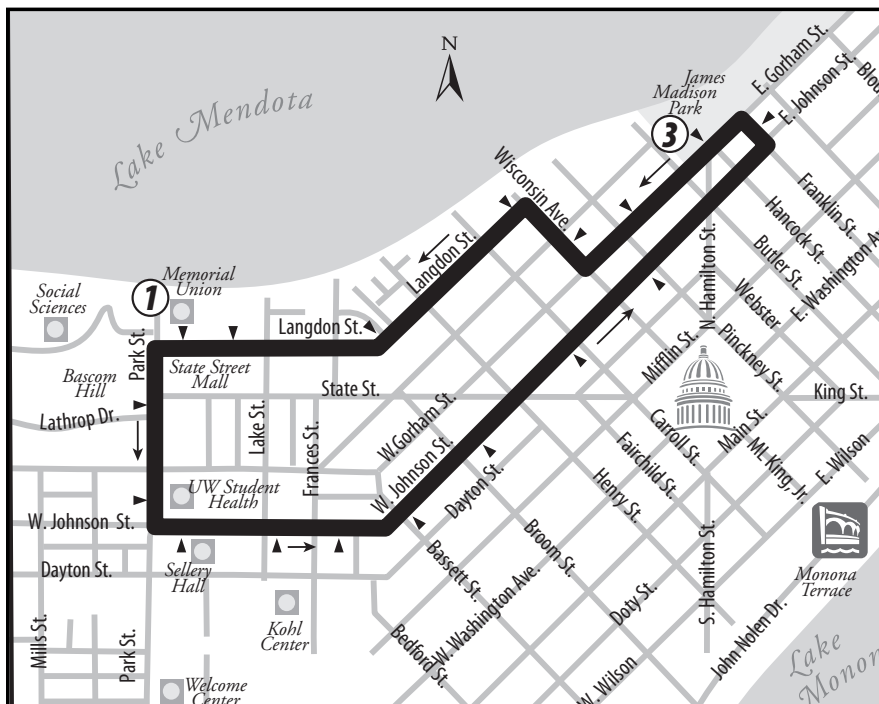 N
Lake Mendota
James
Madison
Park
E. Gorham St.
E. Johnson St.
3
Wisconsin Ave.
Langdon St.
Franklin St.
Hancock St.
Butler St.
E. Washington
N. Hamilton St.
Webster
1
Memorial
Union
Social
Sciences
Park St.
Langdon St.
Mifflin St.
Pinckney St.
Bascom
Hill
State Street
Mall
State St.
King St.
Lathrop Dr.
Lake St.
Frances St.
W. Gorham St.
W. Johnson St.
Dayton St.
Carroll St.
Main St.
M.L King, Jr.
E. Wilson
Fairchild St.
Henry St.
UW Student
Health
W. Johnson St.
Broom St.
Bassett St.
S. Hamilton St.
Sellery
Hall
Dayton St.
Monona
Terrace
Kohl
Center
W. Washington Ave.
Doty St.
Bedford St.
Mills St.
Park St.
John Nolen Dr.
W. Wilson
Lake
Welcome
Center